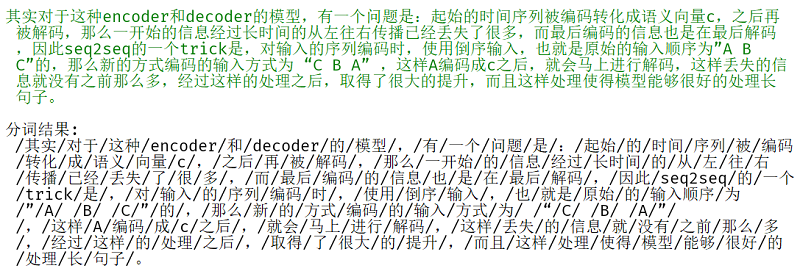 其实对于这种encoder和decoder的模型，有一个问题是：起始的时间序列被编码转化成语义向量c，之后再
被解码，那么一开始的信息经过长时间的从左往右传播已经丢失了很多，而最后编码的信息也是在最后解码
，因此seq2seq的一个trick是，对输入的序列编码时，使用倒序输入，也就是原始的输入顺序为”A B
C”的，那么新的方式编码的输入方式为 “C B A” ，这样A编码成c之后，就会马上进行解码，这样丢失的信
息就没有之前那么多，经过这样的处理之后，取得了很大的提升，而且这样处理使得模型能够很好的处理长
句子。
分词结果：
/其实/对于/这种/encoder/和/decoder/的/模型/，/有/一个/问题/是/：/起始/的/时间/序列/被/编码
/转化/成/语义/向量/c/，/之后/再/被/解码/，/那么/一开始/的/信息/经过/长时间/的/从/左/往/右
/传播/已经/丢失/了/很/多/，/而/最后/编码/的/信息/也/是/在/最后/解码/，/因此/seq2seq/的/一个
/trick/是/，/对/输入/的/序列/编码/时/，/使用/倒序/输入/，/也/就是/原始/的/输入顺序/为
/”/A/ /B/ /C/”/的/，/那么/新/的/方式/编码/的/输入/方式/为/ /“/C/ /B/ /A/”/
/，/这样/A/编码/成/c/之后/，/就会/马上/进行/解码/，/这样/丢失/的/信息/就/没有/之前/那么/多
/，/经过/这样/的/处理/之后/，/取得/了/很大/的/提升/，/而且/这样/处理/使得/模型/能够/很好/的
/处理/长/句子/。